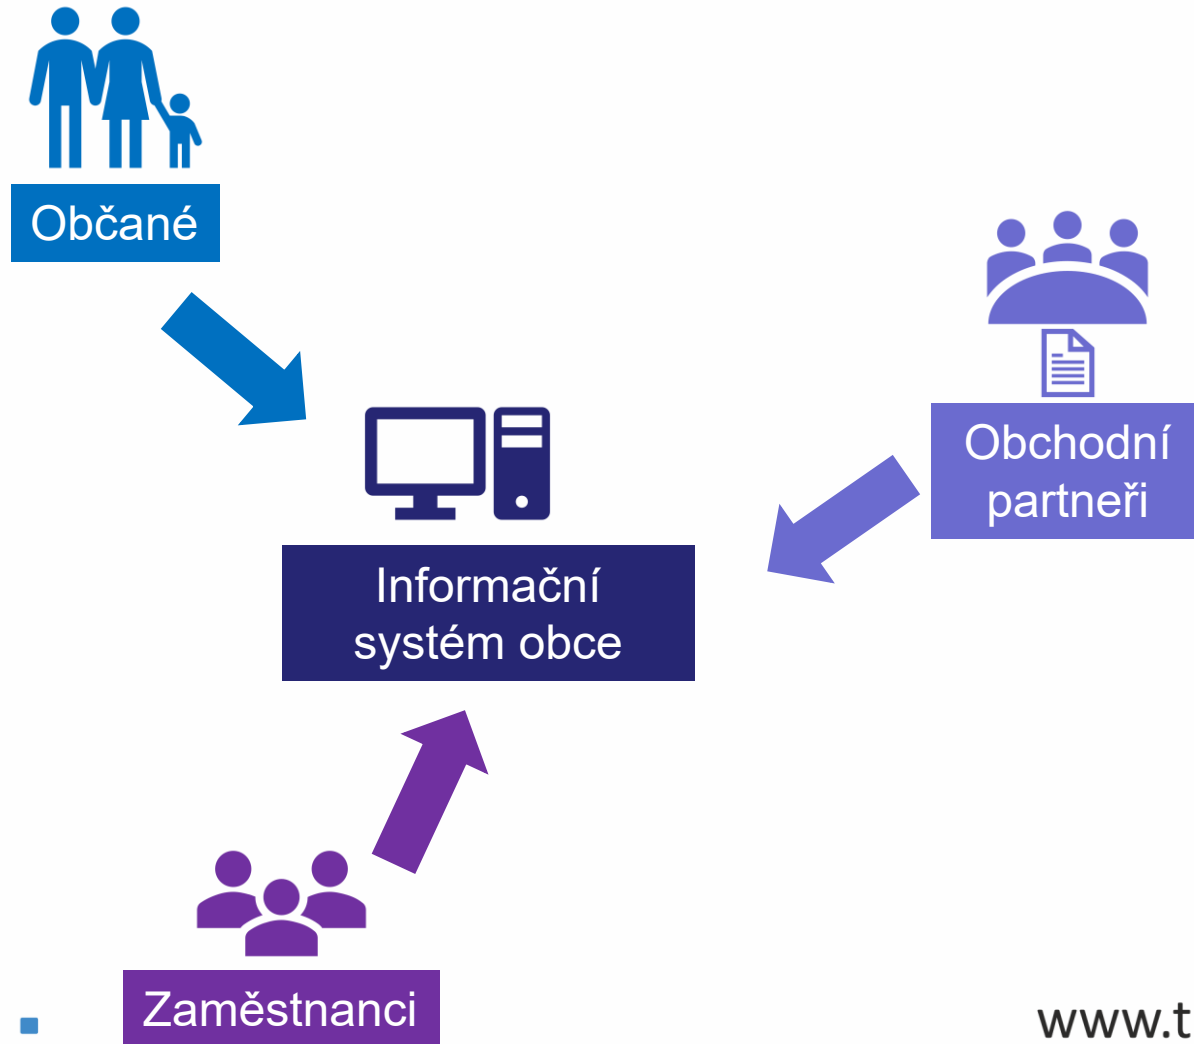 Občané
Obchodní
partneři
Informační
systém obce
Zaměstnanci
www.t